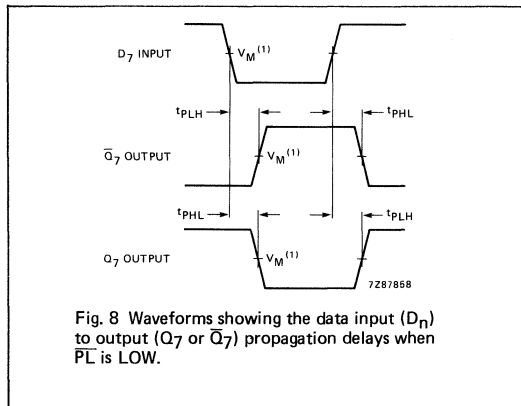 D7 INPUT
VM(1)
tPLH
tPHL
Q̅7 OUTPUT
VM(1)
tPHL
tPLH
Q7 OUTPUT
VM(1)
7Z87868
Fig. 8 Waveforms showing the data input (Dn)
to output (Q7 or Q̅7) propagation delays when
P̅L̅ is LOW.